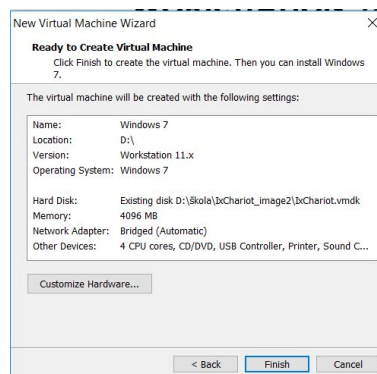 New Virtual Machine Wizard
Ready to Create Virtual Machine
Click Finish to create the virtual machine. Then you can install Windows
7.
The virtual machine will be created with the following settings:
Name: Windows 7
Location: D:\
Version: Workstation 11.x
Operating System: Windows 7
Hard Disk: Existing disk D:\škola\IxChariot_image2\IxChariot.vmdk
Memory: 4096 MB
Network Adapter: Bridged (Automatic)
Other Devices: 4 CPU cores, CD/DVD, USB Controller, Printer, Sound C...
Customize Hardware...
< Back Finish Cancel